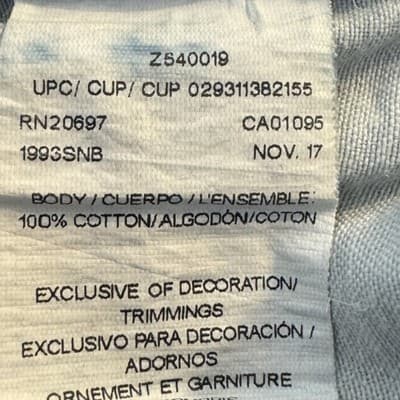 Z540019
UPC/ CUP/ CUP 029311382155
RN20697 CA01095
1993SNB NOV. 17
BODY / CUERPO / L'ENSEMBLE:
100% COTTON/ALGODÓN/COTON
EXCLUSIVE OF DECORATION/
TRIMMINGS
EXCLUSIVO PARA DECORACIÓN /
ADORNOS
ORNEMENT ET GARNITURE